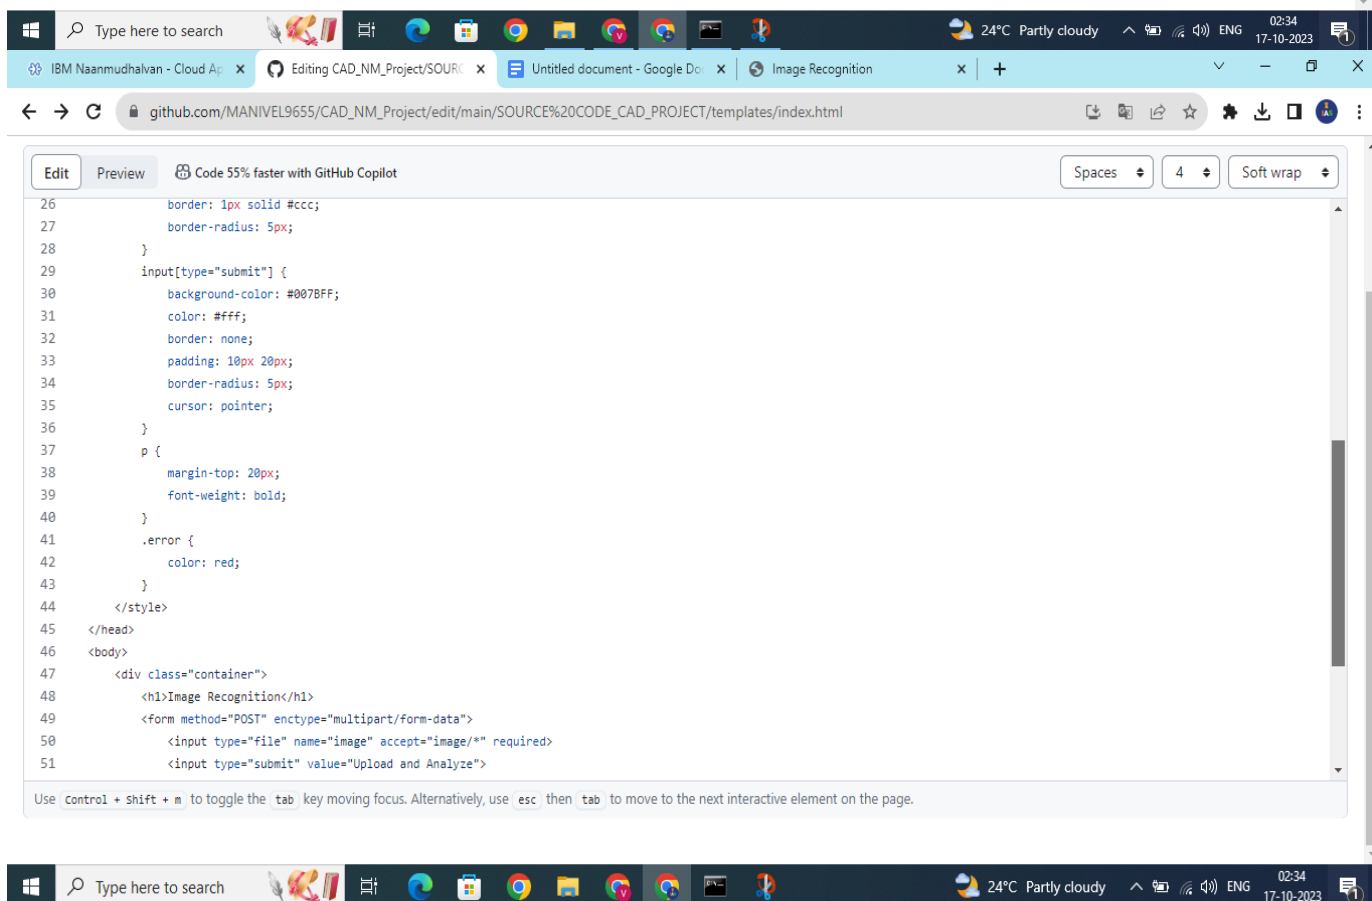 Type here to search
24°C Partly cloudy
ENG
02:34
17-10-2023
IBM Naanmudhalvan - Cloud Ap
Editing CAD_NM_Project/SOURC
Untitled document - Google Doc
Image Recognition
github.com/MANIVEL9655/CAD_NM_Project/edit/main/SOURCE%20CODE_CAD_PROJECT/templates/index.html
Edit Preview Code 55% faster with GitHub Copilot Spaces 4 Soft wrap
26 border: 1px solid #ccc;
27 border-radius: 5px;
28 }
29 input[type="submit"] {
30 background-color: #007BFF;
31 color: #fff;
32 border: none;
33 padding: 10px 20px;
34 border-radius: 5px;
35 cursor: pointer;
36 }
37 p {
38 margin-top: 20px;
39 font-weight: bold;
40 }
41 .error {
42 color: red;
43 }
44 </style>
45 </head>
46 <body>
47 <div class="container">
48 <h1>Image Recognition</h1>
49 <form method="POST" enctype="multipart/form-data">
50 <input type="file" name="image" accept="image/*" required>
51 <input type="submit" value="Upload and Analyze">
Use Control + Shift + m to toggle the tab key moving focus. Alternatively, use esc then tab to move to the next interactive element on the page.
Type here to search
24°C Partly cloudy
ENG
02:34
17-10-2023